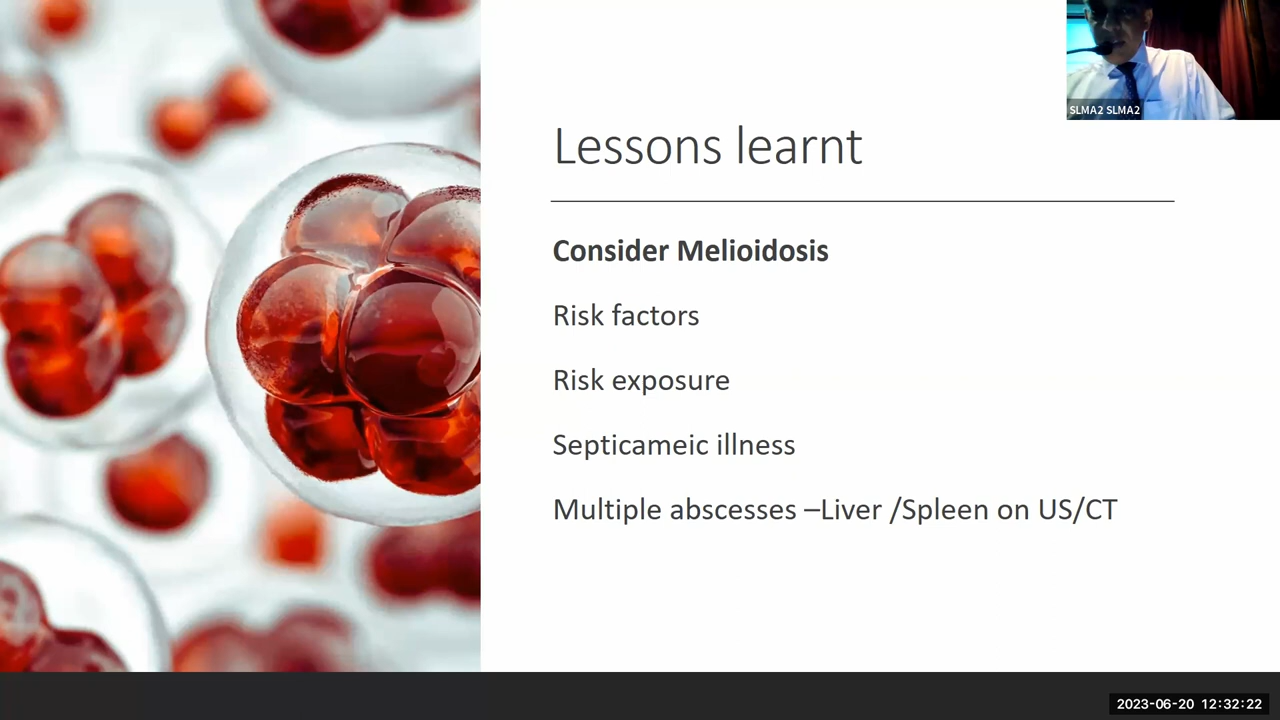 SLMA2 SLMA2
Lessons learnt
Consider Melioidosis
Risk factors
Risk exposure
Septicameic illness
Multiple abscesses –Liver /Spleen on US/CT
2023-06-20 12:32:22